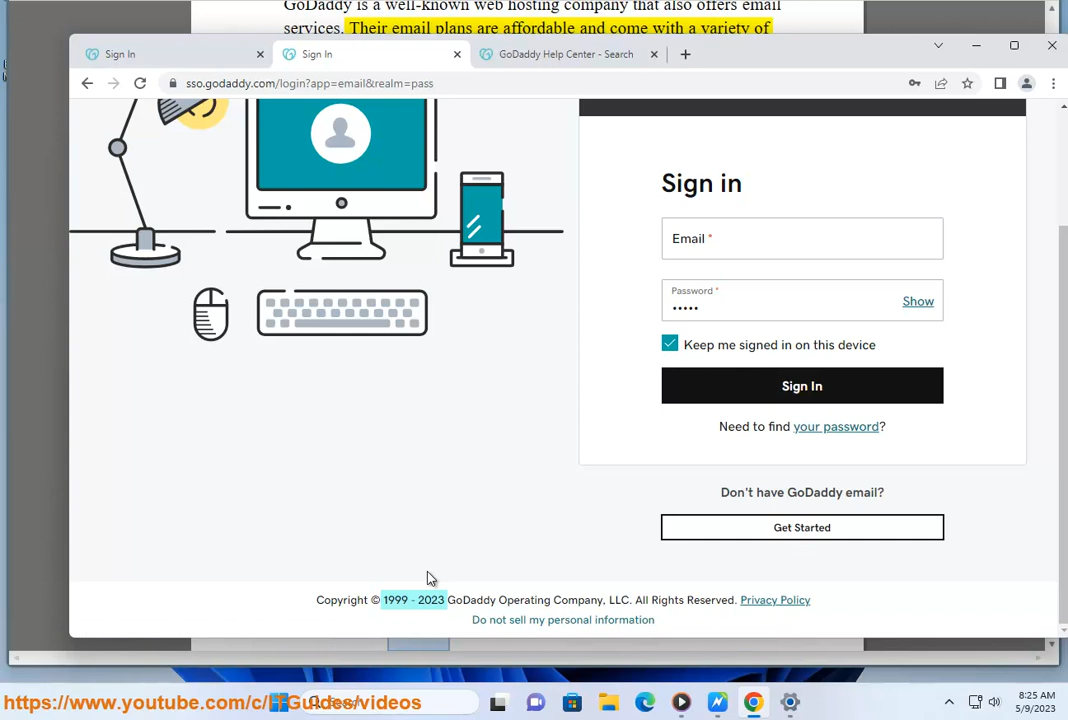 GoDaddy is a well-known web hosting company that also offers email
services. Their email plans are affordable and come with a variety of
Sign In
Sign In
GoDaddy Help Center - Search
sso.godaddy.com/login?app=email&realm=pass
Sign in
Email *
Password *
•••••
Show
Keep me signed in on this device
Sign In
Need to find your password?
Don't have GoDaddy email?
Get Started
Copyright © 1999 - 2023 GoDaddy Operating Company, LLC. All Rights Reserved. Privacy Policy
Do not sell my personal information
https://www.youtube.com/c/ITGuides/videos
8:25 AM
5/9/2023